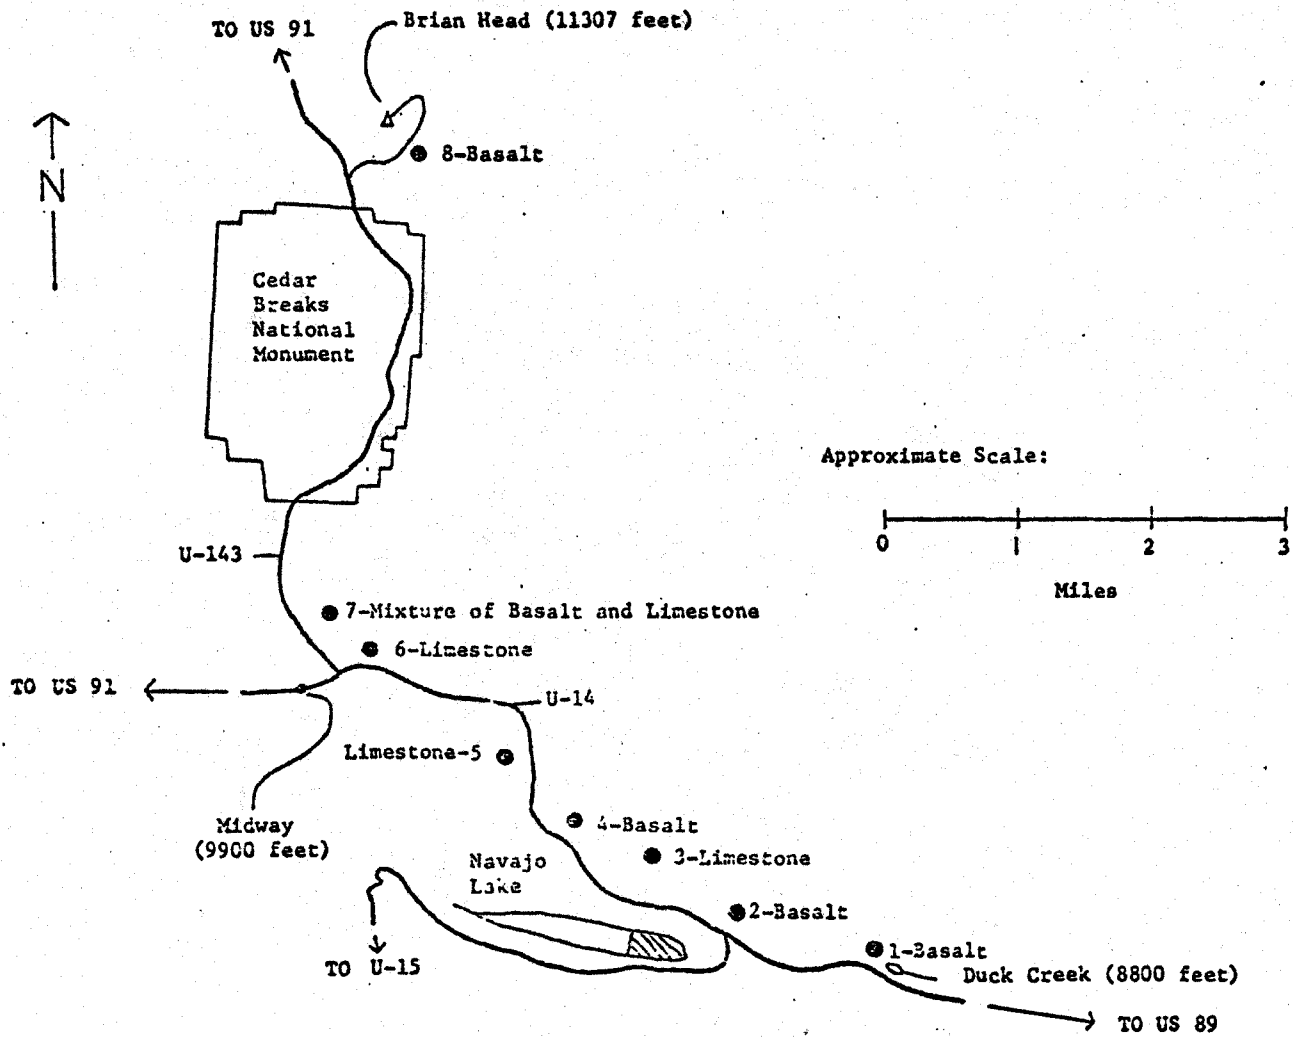 Brian Head (11307 feet)
TO US 91
8-Basalt
N
Cedar
Breaks
National
Monument
Approximate Scale:
0 1 2 3
Miles
U-143
7-Mixture of Basalt and Limestone
6-Limestone
TO US 91
U-14
Limestone-5
Midway
(9900 feet)
4-Basalt
3-Limestone
Navajo
Lake
2-Basalt
1-Basalt
TO U-15
Duck Creek (8800 feet)
TO US 89